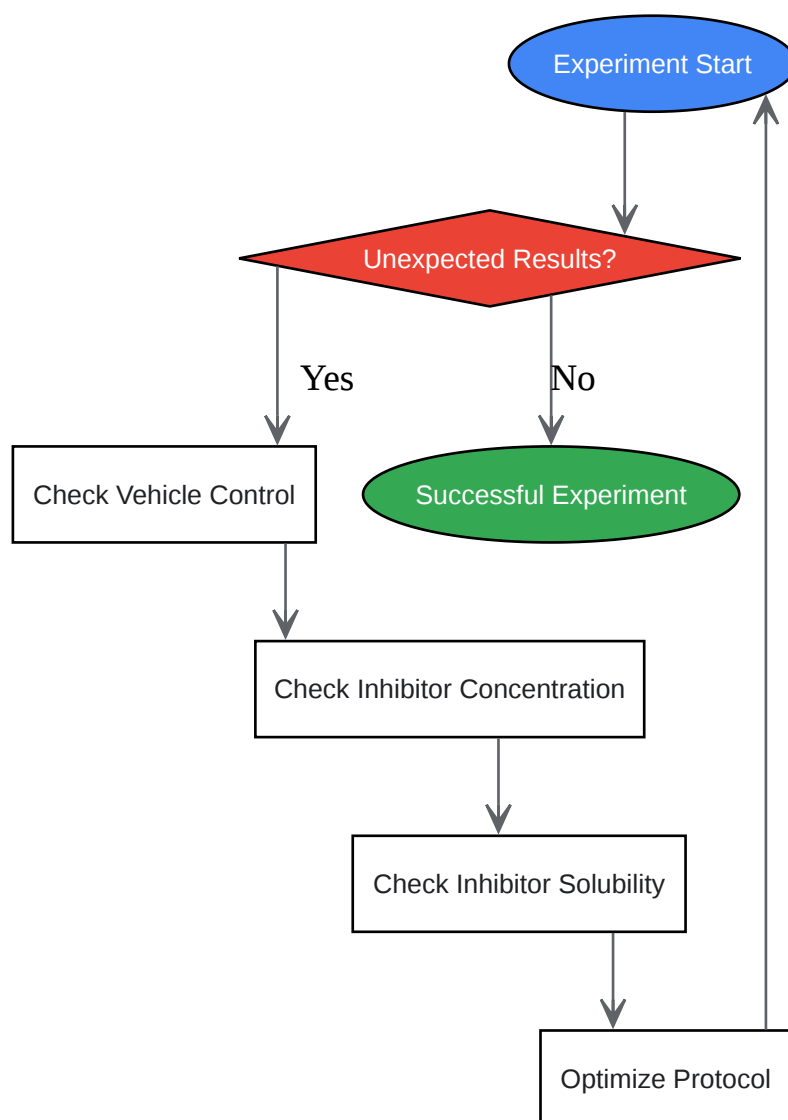 Experiment Start
Unexpected Results?
Yes
No
Check Vehicle Control
Successful Experiment
Check Inhibitor Concentration
Check Inhibitor Solubility
Optimize Protocol